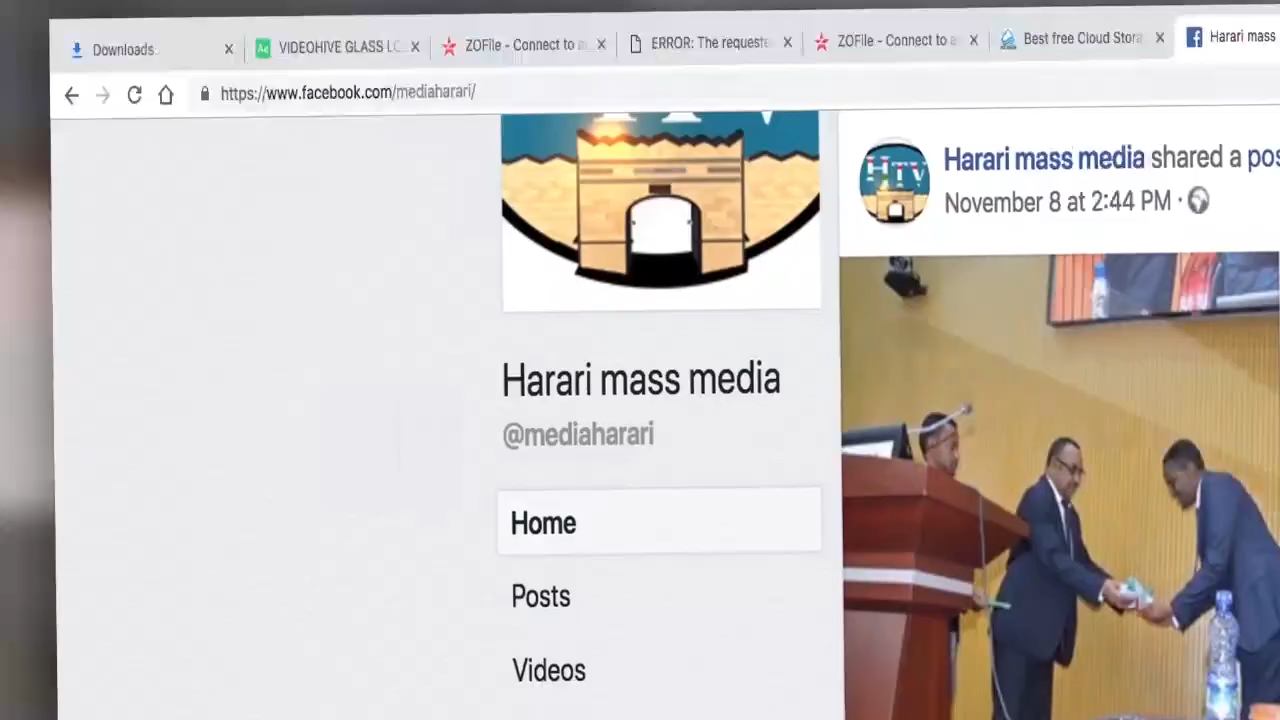 Downloads
VIDEOHIVE GLASS LO
ZOFile - Connect to a
ERROR: The requeste
ZOFile - Connect to a
Best free Cloud Stora
Harari mass
https://www.facebook.com/mediaharari/
HTV
Harari mass media shared a pos
November 8 at 2:44 PM ·
Harari mass media
@mediaharari
Home
Posts
Videos